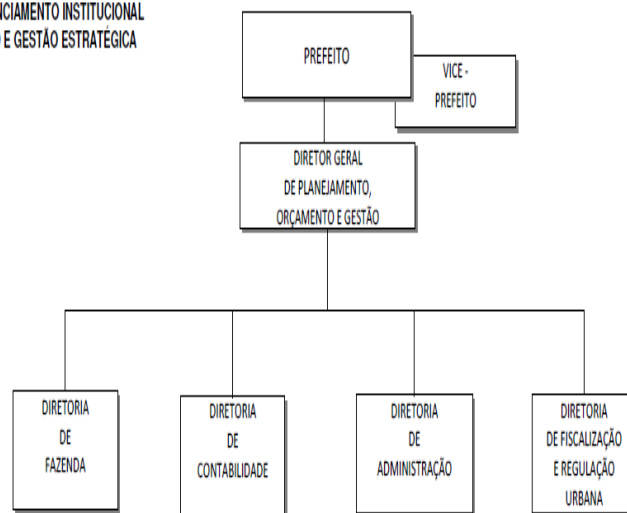 INSTITUCIONAL
E GESTÃO ESTRATÉGICA
PREFEITO
VICE -
PREFEITO
DIRETOR GERAL
DE PLANEJAMENTO,
ORÇAMENTO E GESTÃO
DIRETORIA
DE
FAZENDA
DIRETORIA
DE
CONTABILIDADE
DIRETORIA
DE
ADMINISTRAÇÃO
DIRETORIA
DE FISCALIZAÇÃO
E REGULAÇÃO
URBANA